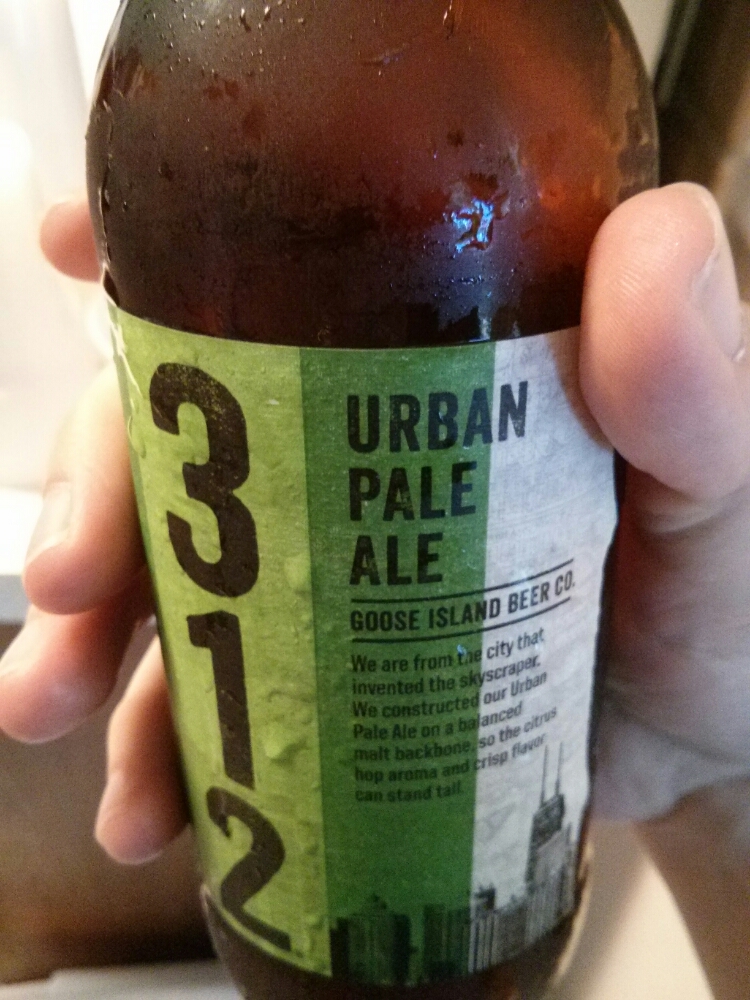 312
URBAN
PALE
ALE
GOOSE ISLAND BEER CO.
We are from the city that
invented the skyscraper.
We constructed our Urban
Pale Ale on a balanced
malt backbone, so the citrus
hop aroma and crisp flavor
can stand tall.